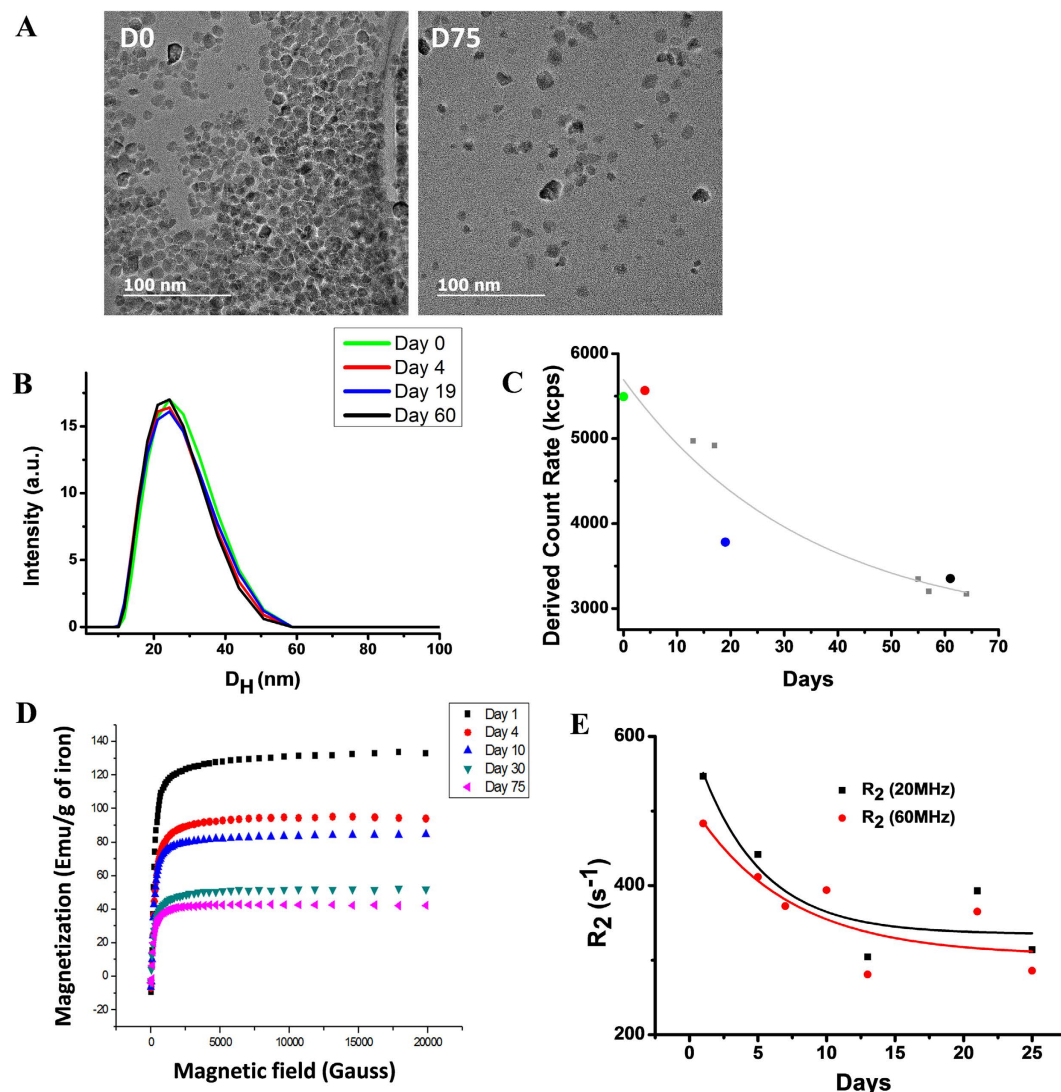 A
D0
D75
100 nm
100 nm
B
Day 0
Day 4
Day 19
Day 60
15
10
5
0
Intensity (a.u.)
20
40
60
80
100
D_H (nm)
C
6000
5000
4000
3000
Derived Count Rate (kcps)
0 10 20 30 40 50 60 70
Days
D
Day 1
Day 4
Day 10
Day 30
Day 75
140
120
100
80
60
40
20
0
-20
Magnetization (Emu/g of iron)
0 5000 10000 15000 20000
Magnetic field (Gauss)
E
600
400
200
R₂ (s⁻¹)
R₂ (20MHz)
R₂ (60MHz)
0 5 10 15 20 25
Days